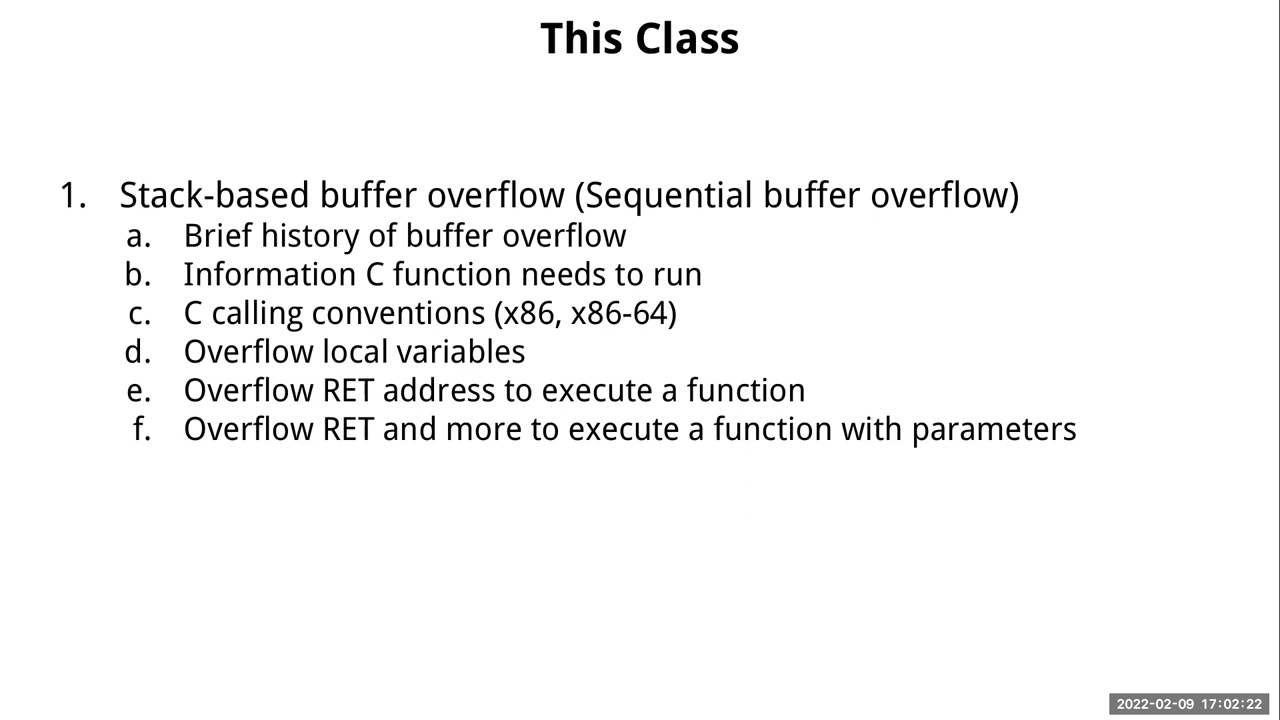 This Class
1. Stack-based buffer overflow (Sequential buffer overflow)
a. Brief history of buffer overflow
b. Information C function needs to run
c. C calling conventions (x86, x86-64)
d. Overflow local variables
e. Overflow RET address to execute a function
f. Overflow RET and more to execute a function with parameters
2022-02-09 17:02:22